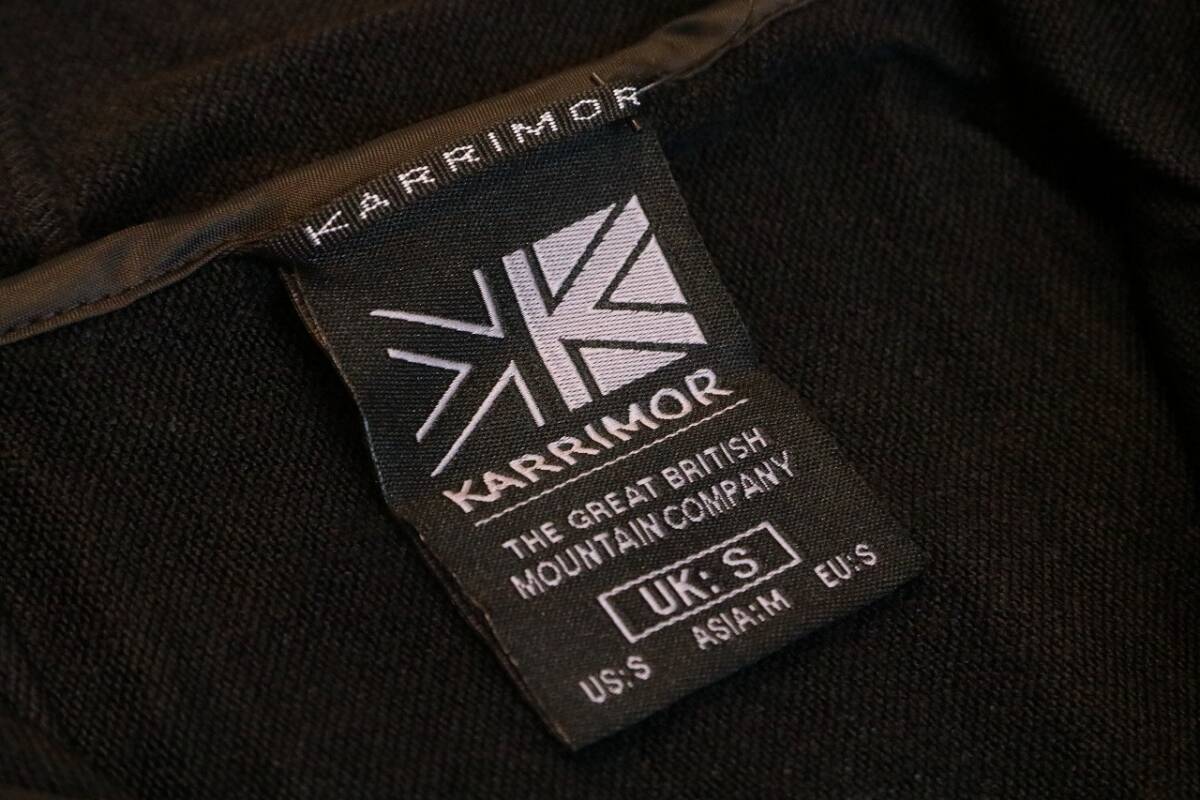 KARRIMOR
KARRIMOR
THE GREAT BRITISH
MOUNTAIN COMPANY
UK: S
US:S ASIA:M EU:S